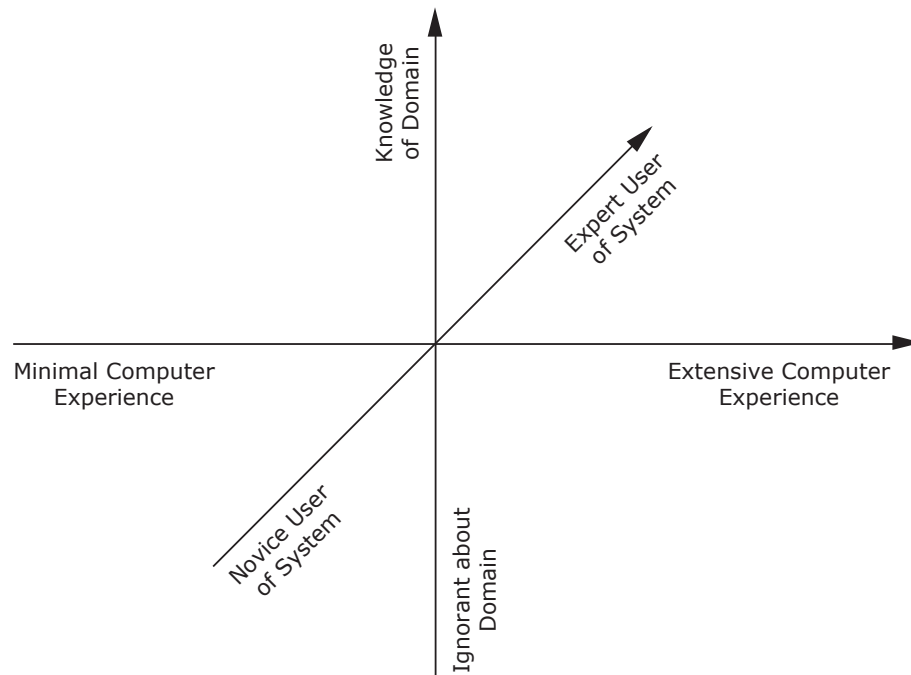 Knowledge
of Domain
Expert User
of System
Minimal Computer
Experience
Extensive Computer
Experience
Novice User
of System
Ignorant about
Domain